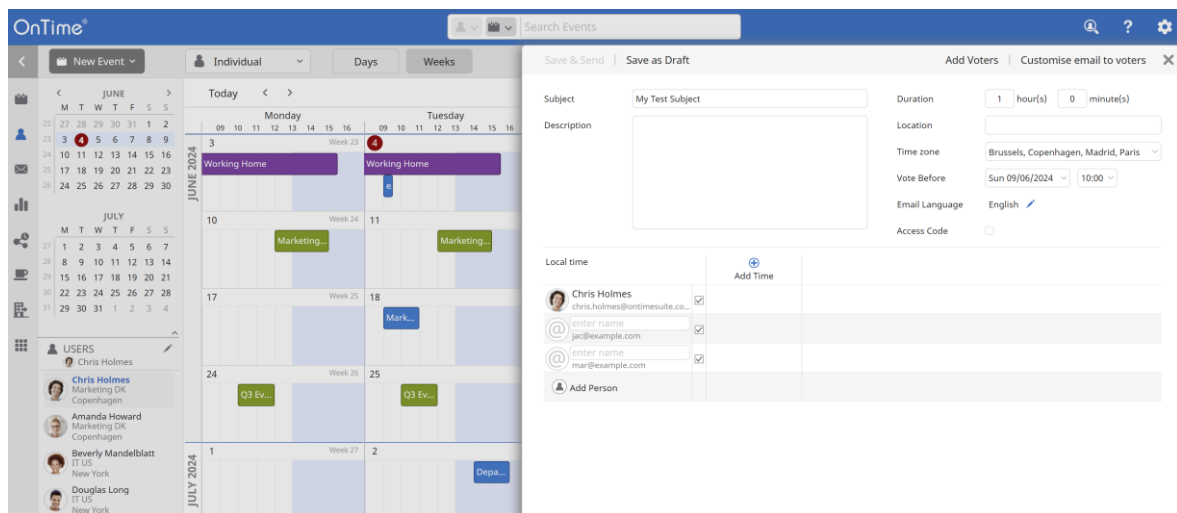 OnTime®
Search Events
New Event
Individual
Days
Weeks
Save & Send | Save as Draft
Add Voters | Customise email to voters
JUNE
M T W T F S S
22 27 28 29 30 31 1 2
23 3 4 5 6 7 8 9
24 10 11 12 13 14 15 16
25 17 18 19 20 21 22 23
26 24 25 26 27 28 29 30
JULY
M T W T F S S
27 1 2 3 4 5 6 7
28 8 9 10 11 12 13 14
29 15 16 17 18 19 20 21
30 22 23 24 25 26 27 28
31 29 30 31 1 2 3 4
USERS
Chris Holmes
Chris Holmes
Marketing DK
Copenhagen
Amanda Howard
Marketing DK
Copenhagen
Beverly Mandelblatt
IT US
New York
Douglas Long
IT US
New York
Today
Monday
Tuesday
09 10 11 12 13 14 15 16
09 10 11 12 13 14 15 16
JUNE 2024
3 Week 23 4
Working Home
Working Home
e
10 Week 24 11
Marketing...
Marketing...
17 Week 25 18
Mark...
24 Week 26 25
Q3 Ev...
Q3 Ev...
JULY 2024
1 Week 27 2
Depa...
Subject
My Test Subject
Description
Duration
1 hour(s) 0 minute(s)
Location
Time zone
Brussels, Copenhagen, Madrid, Paris
Vote Before
Sun 09/06/2024 10:00
Email Language
English
Access Code
Local time
Add Time
Chris Holmes
chris.holmes@ontimesuite.co...
@ enter name
jac@example.com
@ enter name
mar@example.com
Add Person